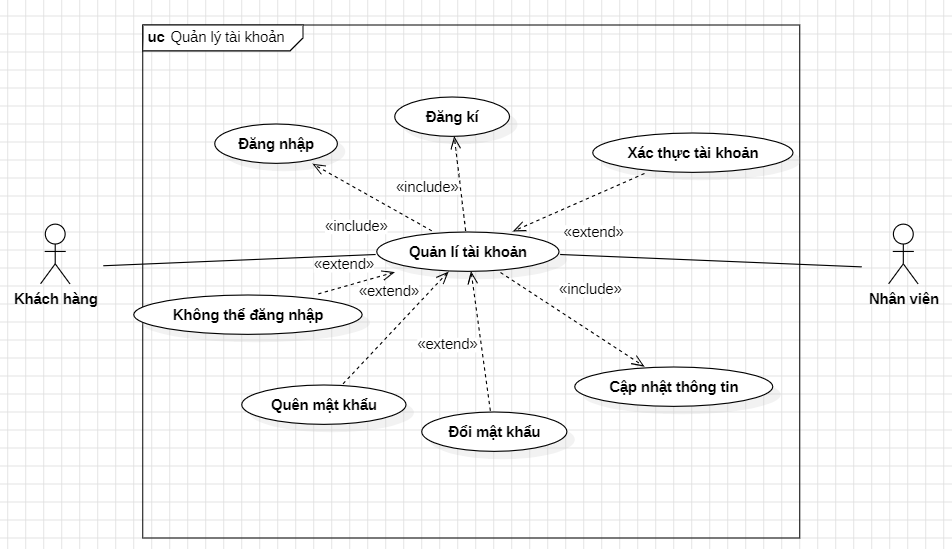 uc Quản lý tài khoản
Đăng kí
Đăng nhập
Xác thực tài khoản
«include»
«include»
«extend»
Quản lí tài khoản
«extend»
«extend»
«include»
Khách hàng
Nhân viên
Không thể đăng nhập
«extend»
Cập nhật thông tin
Quên mật khẩu
Đổi mật khẩu